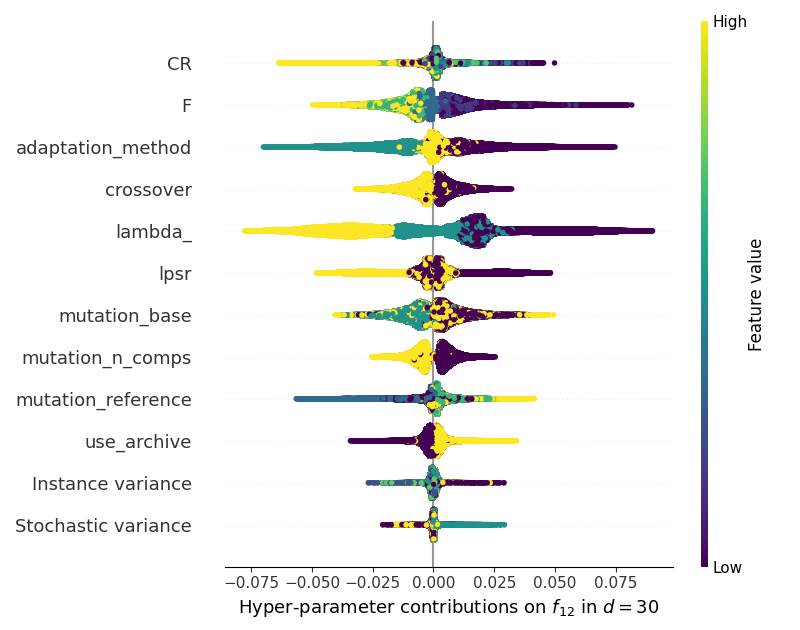 High
CR
F
adaptation_method
crossover
lambda_
lpsr
mutation_base
mutation_n_comps
mutation_reference
use_archive
Instance variance
Stochastic variance
Feature value
Low
−0.075 −0.050 −0.025 0.000 0.025 0.050 0.075
Hyper-parameter contributions on f₁₂ in d = 30